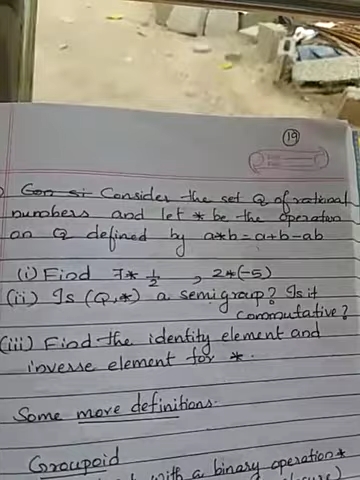 19
Con si Consider the set Q of rational
numbers and let * be the operation
on Q defined by a*b = a+b-ab
(i) Find 7 * 1/2 , 2*(-5)
(ii) Is (Q,*) a semigroup? Is it
commutative?
(iii) Find the identity element and
inverse element for *.
Some more definitions.
Groupoid
with a binary operation *